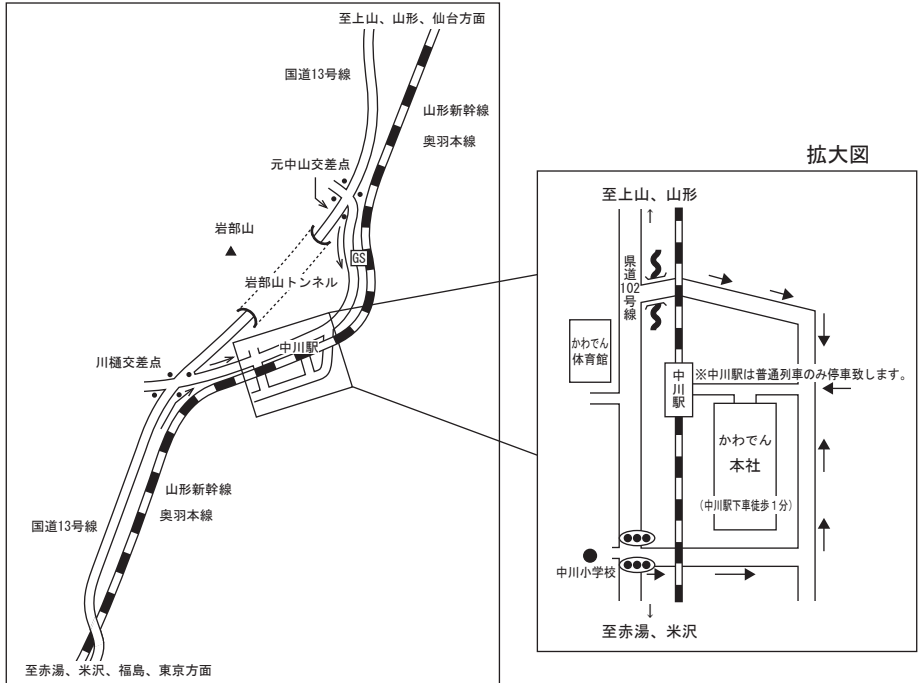 至上山、山形、仙台方面
国道13号線
山形新幹線
奥羽本線
元中山交差点
岩部山
GS
岩部山トンネル
中川駅
川樋交差点
山形新幹線
奥羽本線
国道13号線
至赤湯、米沢、福島、東京方面
拡大図
至上山、山形
↑
県道102号線
かわでん
体育館
中川駅
※中川駅は普通列車のみ停車致します。
かわでん
本社
(中川駅下車徒歩1分)
中川小学校
↓
至赤湯、米沢